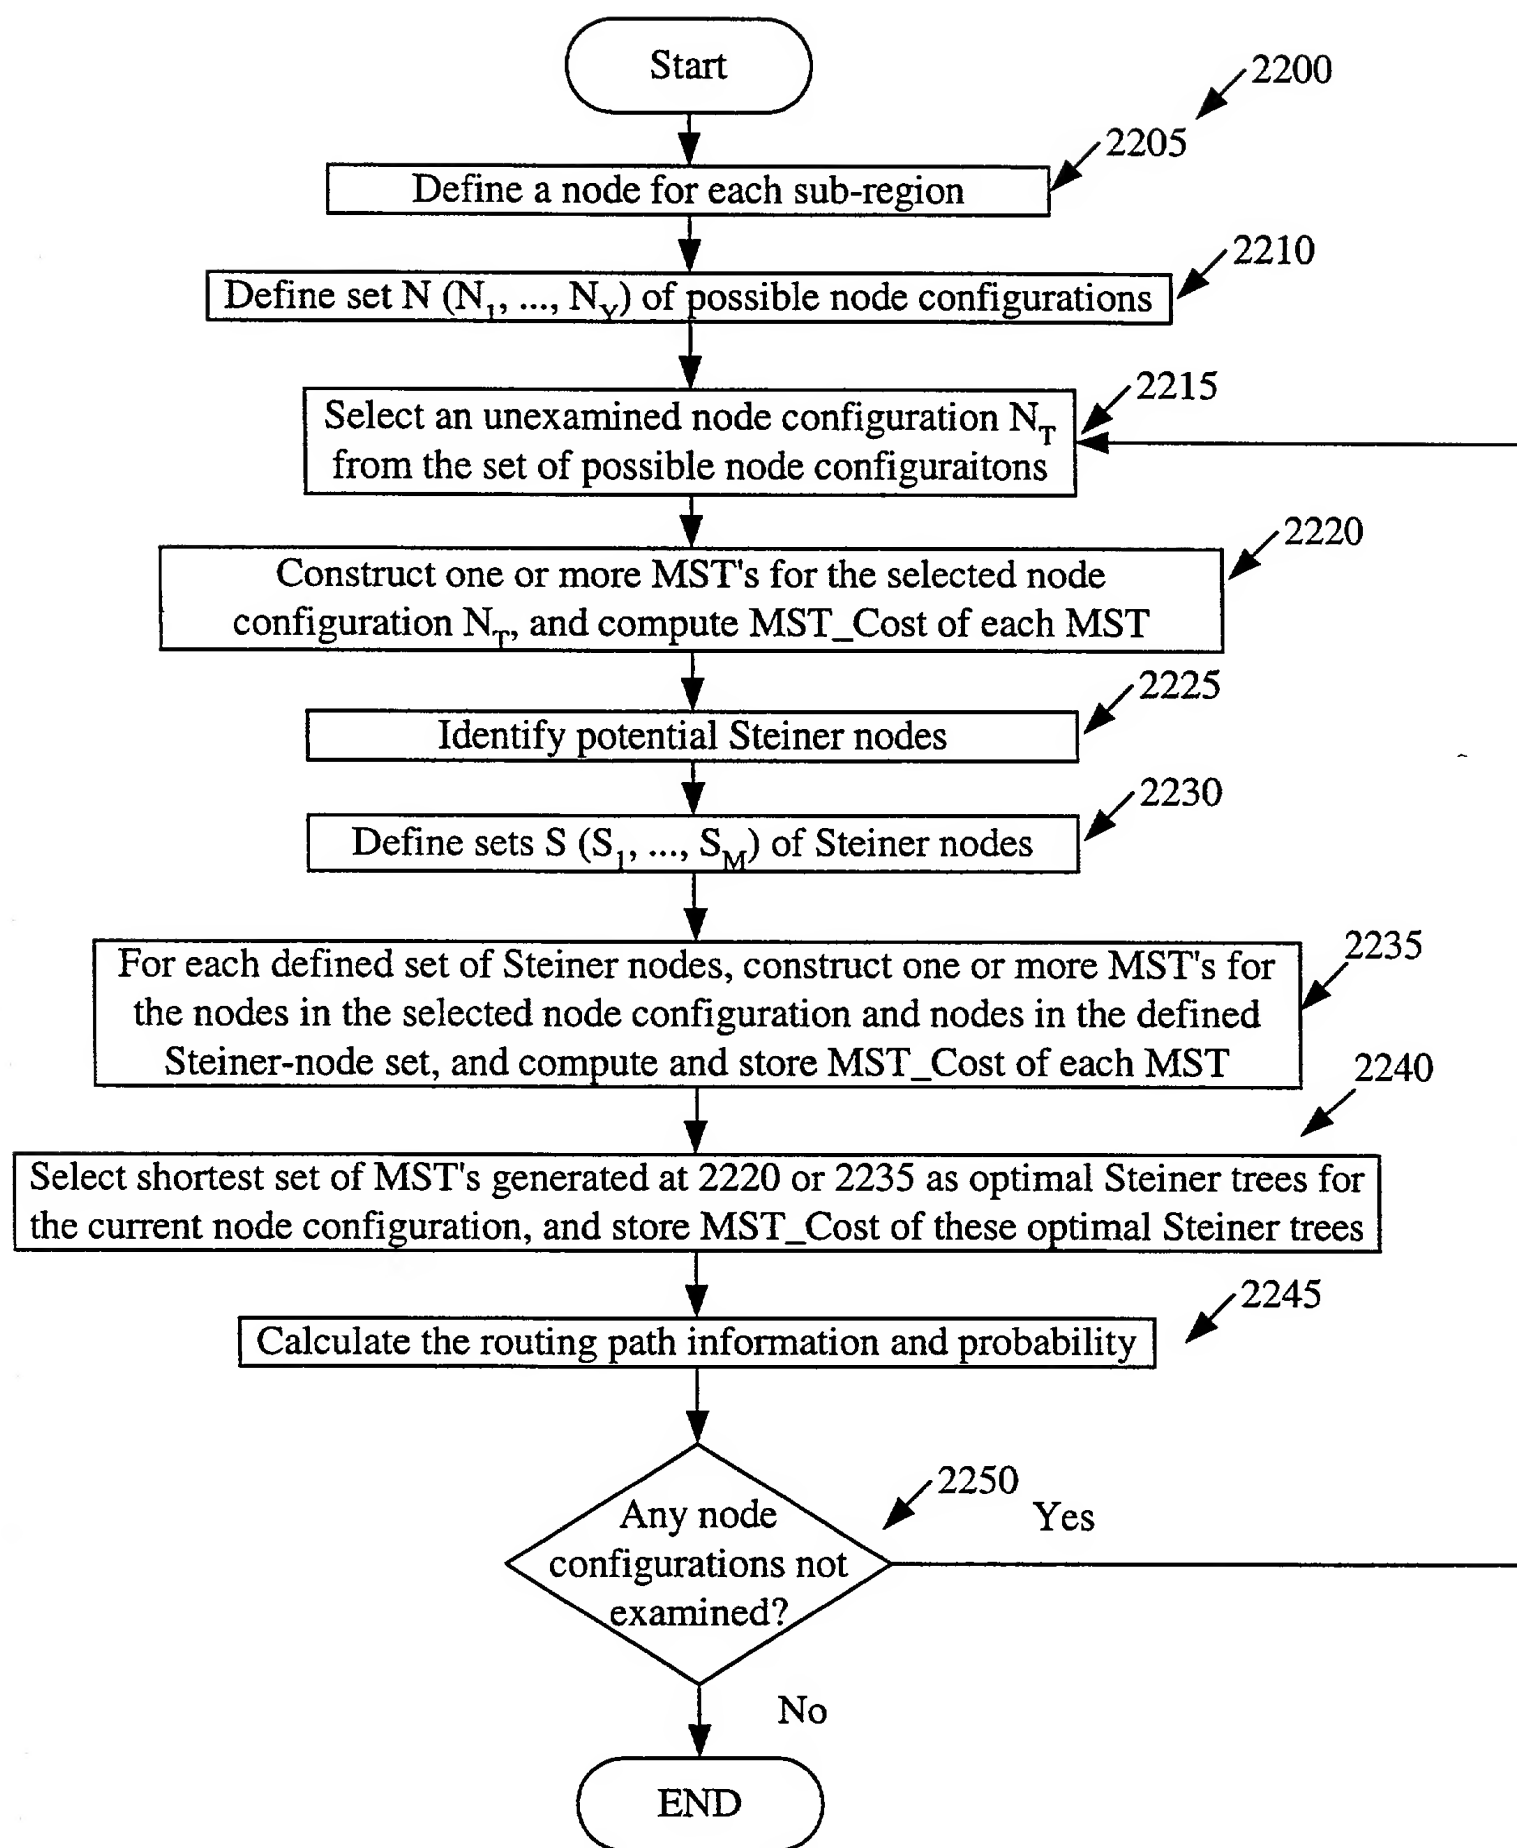 Start
2200
2205
Define a node for each sub-region
2210
Define set N (N1, ..., NY) of possible node configurations
2215
Select an unexamined node configuration NT
from the set of possible node configuraitons
2220
Construct one or more MST's for the selected node
configuration NT, and compute MST_Cost of each MST
2225
Identify potential Steiner nodes
2230
Define sets S (S1, ..., SM) of Steiner nodes
2235
For each defined set of Steiner nodes, construct one or more MST's for
the nodes in the selected node configuration and nodes in the defined
Steiner-node set, and compute and store MST_Cost of each MST
2240
Select shortest set of MST's generated at 2220 or 2235 as optimal Steiner trees for
the current node configuration, and store MST_Cost of these optimal Steiner trees
2245
Calculate the routing path information and probability
2250
Yes
Any node
configurations not
examined?
No
END